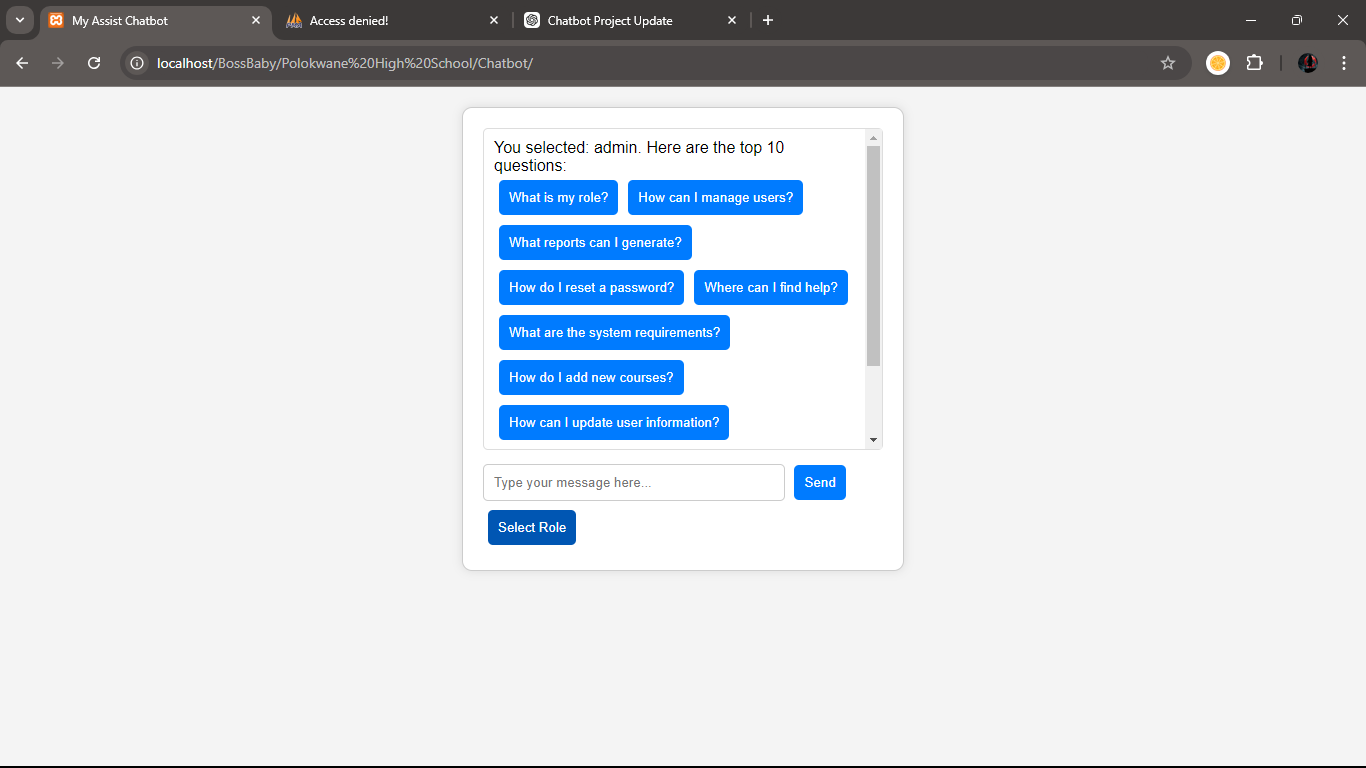 My Assist Chatbot
Access denied!
Chatbot Project Update
localhost/BossBaby/Polokwane%20High%20School/Chatbot/
You selected: admin. Here are the top 10
questions:
What is my role? How can I manage users?
What reports can I generate?
How do I reset a password? Where can I find help?
What are the system requirements?
How do I add new courses?
How can I update user information?
Type your message here...
Send
Select Role